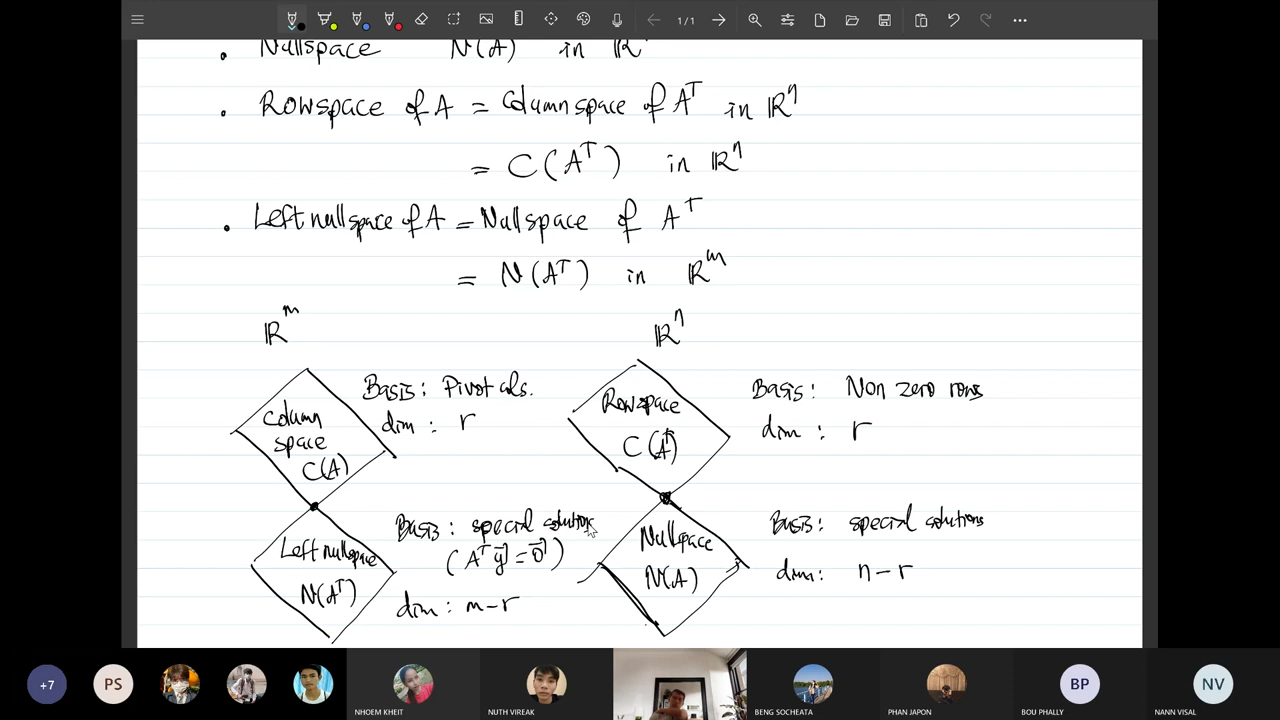 1/1
. Nullspace N(A) in ℝⁿ
. Rowspace of A = Column space of Aᵀ in ℝⁿ
= C(Aᵀ) in ℝⁿ
. Left nullspace of A = Nullspace of Aᵀ
= N(Aᵀ) in ℝᵐ
ℝᵐ ℝⁿ
Column space C(A)
Basis: Pivot cols.
dim: r
Rowspace C(Aᵀ)
Basis: Non zero rows
dim: r
Left nullspace N(Aᵀ)
Basis: special solutions
(Aᵀ y⃗ = 0⃗)
dim: m-r
Nullspace N(A)
Basis: special solutions
dim: n-r
+7
PS
NHOEM KHEIT
NUTH VIREAK
BENG SOCHEATA
PHAN JAPON
BP
BOU PHALLY
NV
NANN VISAL